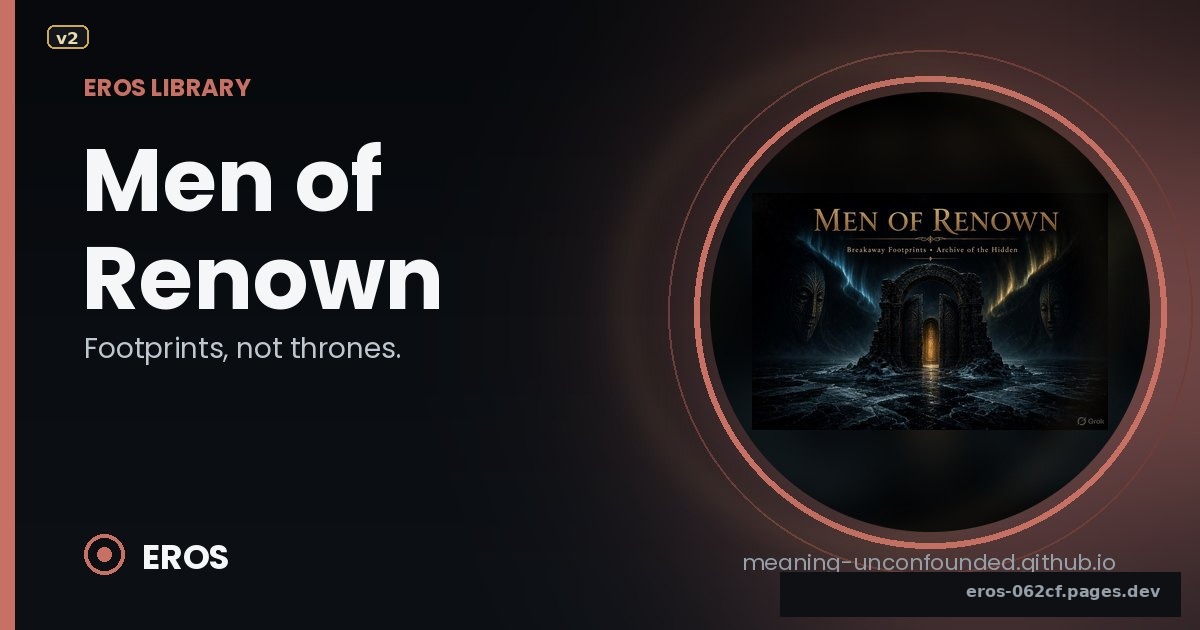 v2
EROS LIBRARY
Men of
Renown
Footprints, not thrones.
MEN OF RENOWN
Breakaway Footprints • Archive of the Hidden
Grok
EROS
meaning-unconfounded.github.io
eros-062cf.pages.dev